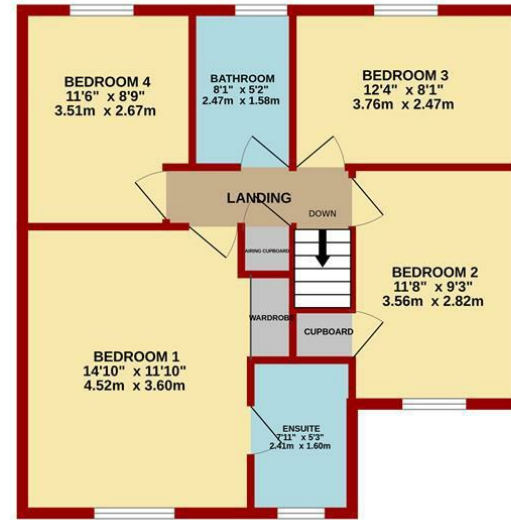 BEDROOM 4
11'6" x 8'9"
3.51m x 2.67m
BATHROOM
8'1" x 5'2"
2.47m x 1.58m
BEDROOM 3
12'4" x 8'1"
3.76m x 2.47m
LANDING
DOWN
AIRING CUPBOARD
BEDROOM 2
11'8" x 9'3"
3.56m x 2.82m
WARDROBE
CUPBOARD
BEDROOM 1
14'10" x 11'10"
4.52m x 3.60m
ENSUITE
7'11" x 5'3"
2.41m x 1.60m